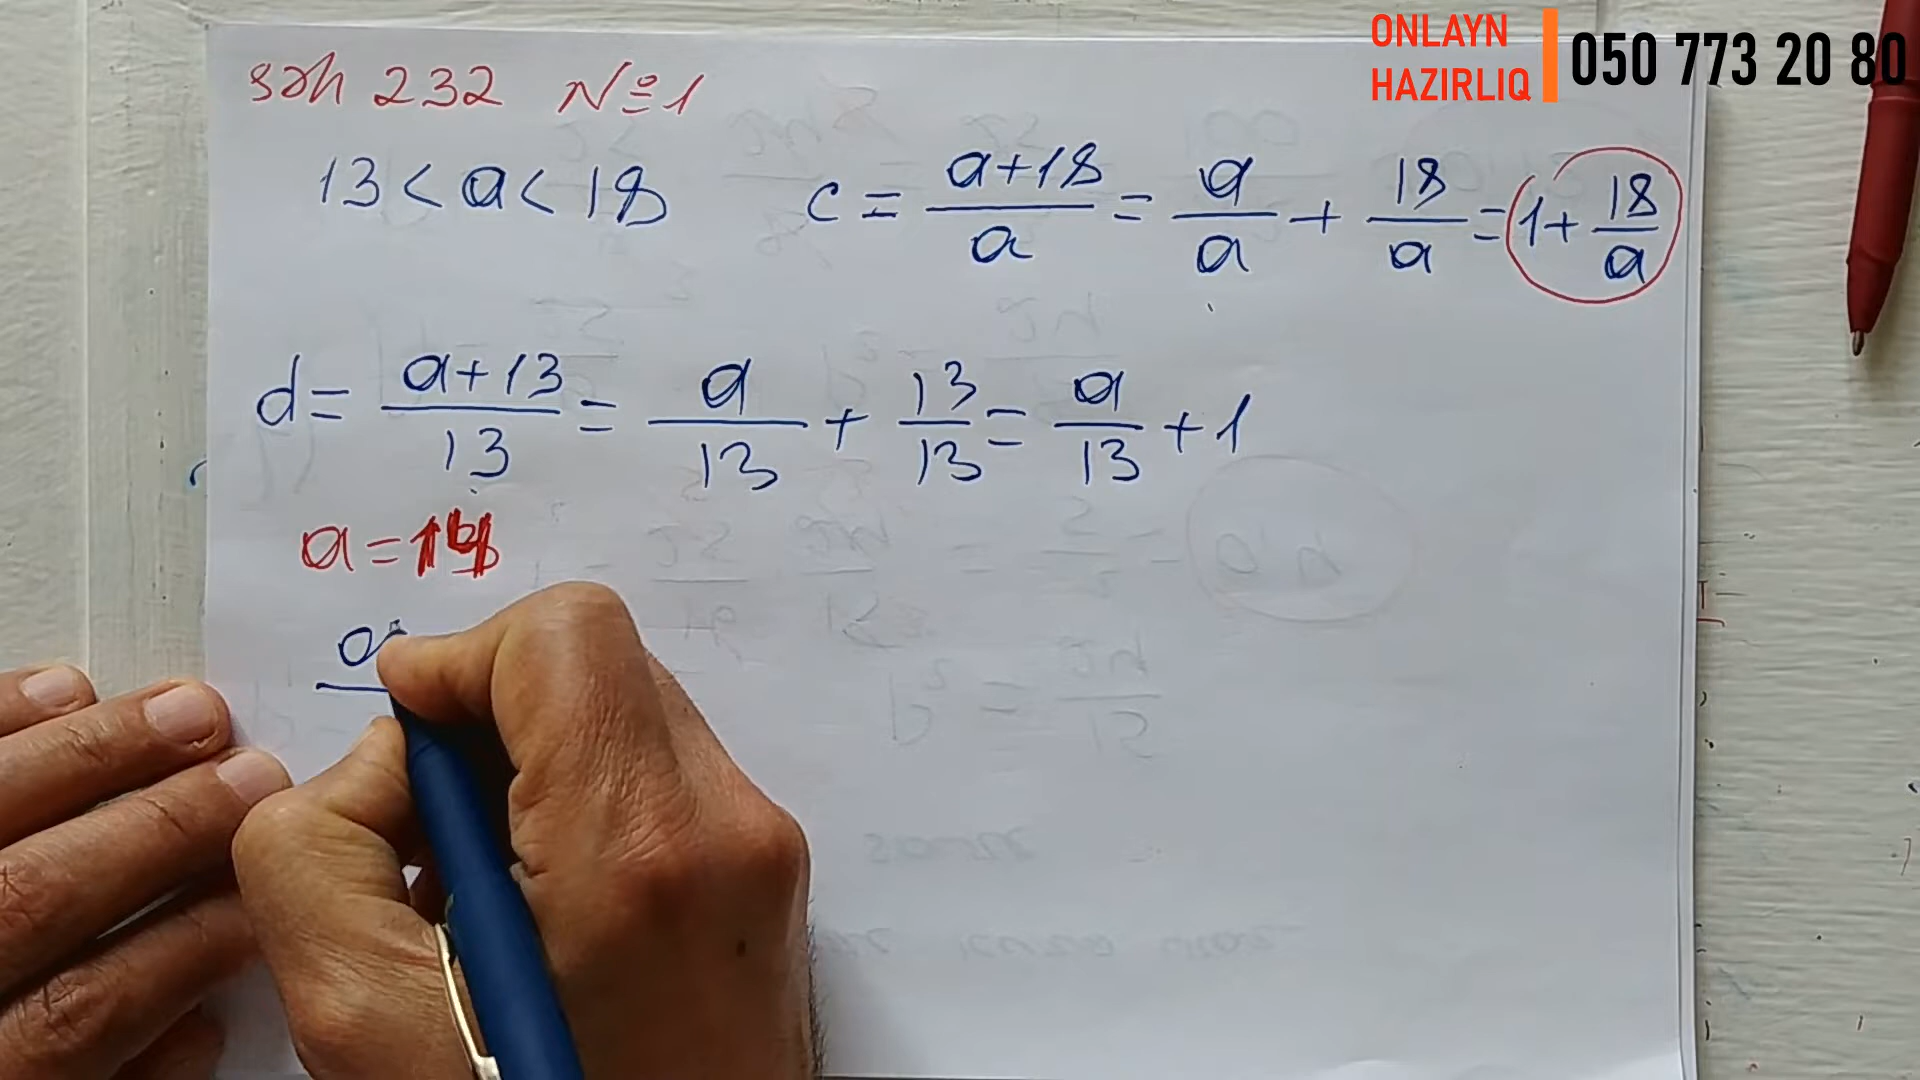 ONLAYN
HAZIRLIQ
050 773 20 80
səh 232 №1
13 < a < 18 c = (a+18)/a = a/a + 18/a = 1 + 18/a
d = (a+13)/13 = a/13 + 13/13 = a/13 + 1
a =
a